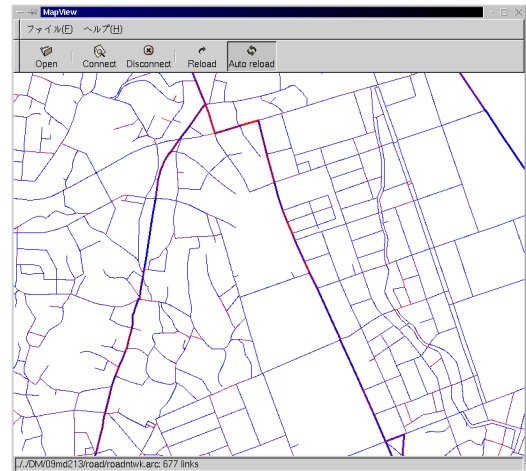 MapView
ファイル(F) ヘルプ(H)
Open Connect Disconnect Reload Auto reload
././DM/09md213/road/roadntwk.arc: 677 links